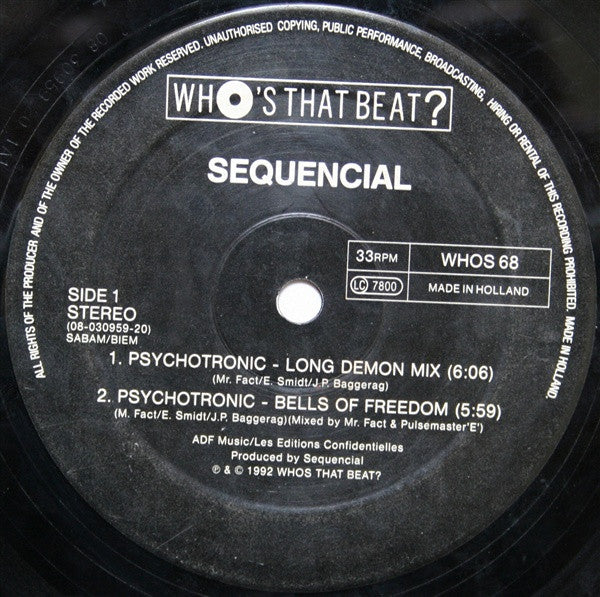 ALL RIGHTS OF THE PRODUCER AND OF THE OWNER OF THE RECORDED WORK RESERVED. UNAUTHORISED COPYING, PUBLIC PERFORMANCE, BROADCASTING, HIRING OR RENTAL OF THIS RECORDING PROHIBITED. MADE IN HOLLAND.
WHO'S THAT BEAT?
SEQUENCIAL
33RPM
WHOS 68
LC 7800
MADE IN HOLLAND
SIDE 1
STEREO
(08-030959-20)
SABAM/BIEM
1. PSYCHOTRONIC - LONG DEMON MIX (6:06)
(Mr. Fact/E. Smidt/J.P. Baggerag)
2. PSYCHOTRONIC - BELLS OF FREEDOM (5:59)
(M. Fact/E. Smidt/J.P. Baggerag)(Mixed by Mr. Fact & Pulsemaster'E')
ADF Music/Les Editions Confidentielles
Produced by Sequencial
℗ & © 1992 WHOS THAT BEAT?